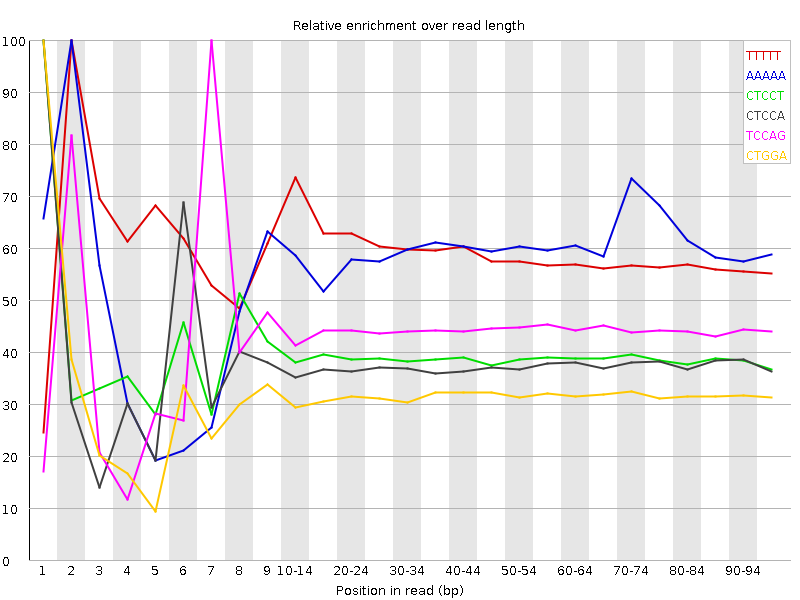 Relative enrichment over read length
100
90
80
70
60
50
40
30
20
10
0
TTTTT
AAAAA
CTCCT
CTCCA
TCCAG
CTGGA
1 2 3 4 5 6 7 8 9 10-14 20-24 30-34 40-44 50-54 60-64 70-74 80-84 90-94
Position in read (bp)